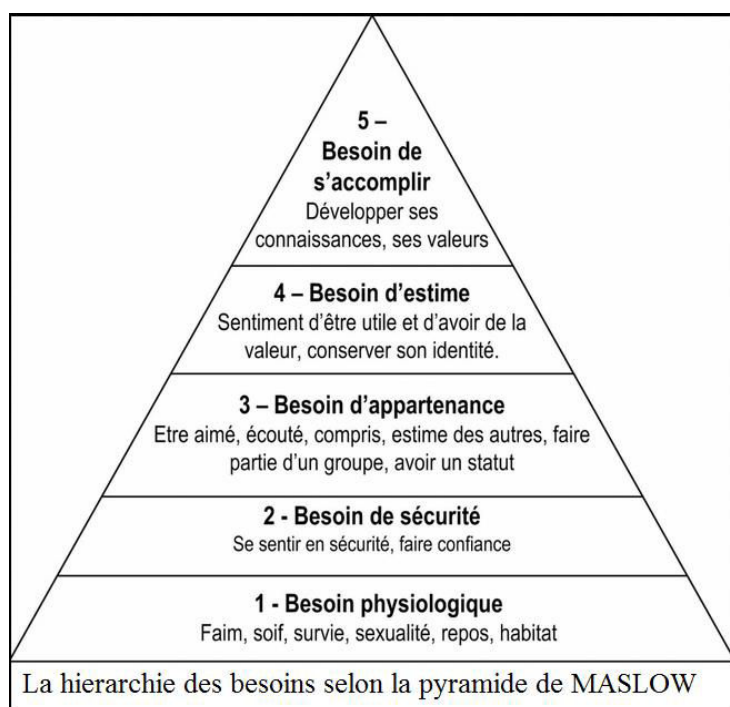 5 –
Besoin de
s’accomplir
Développer ses
connaissances, ses valeurs
4 – Besoin d’estime
Sentiment d’être utile et d’avoir de la
valeur, conserver son identité.
3 – Besoin d’appartenance
Etre aimé, écouté, compris, estime des autres, faire
partie d’un groupe, avoir un statut
2 - Besoin de sécurité
Se sentir en sécurité, faire confiance
1 - Besoin physiologique
Faim, soif, survie, sexualité, repos, habitat
La hierarchie des besoins selon la pyramide de MASLOW